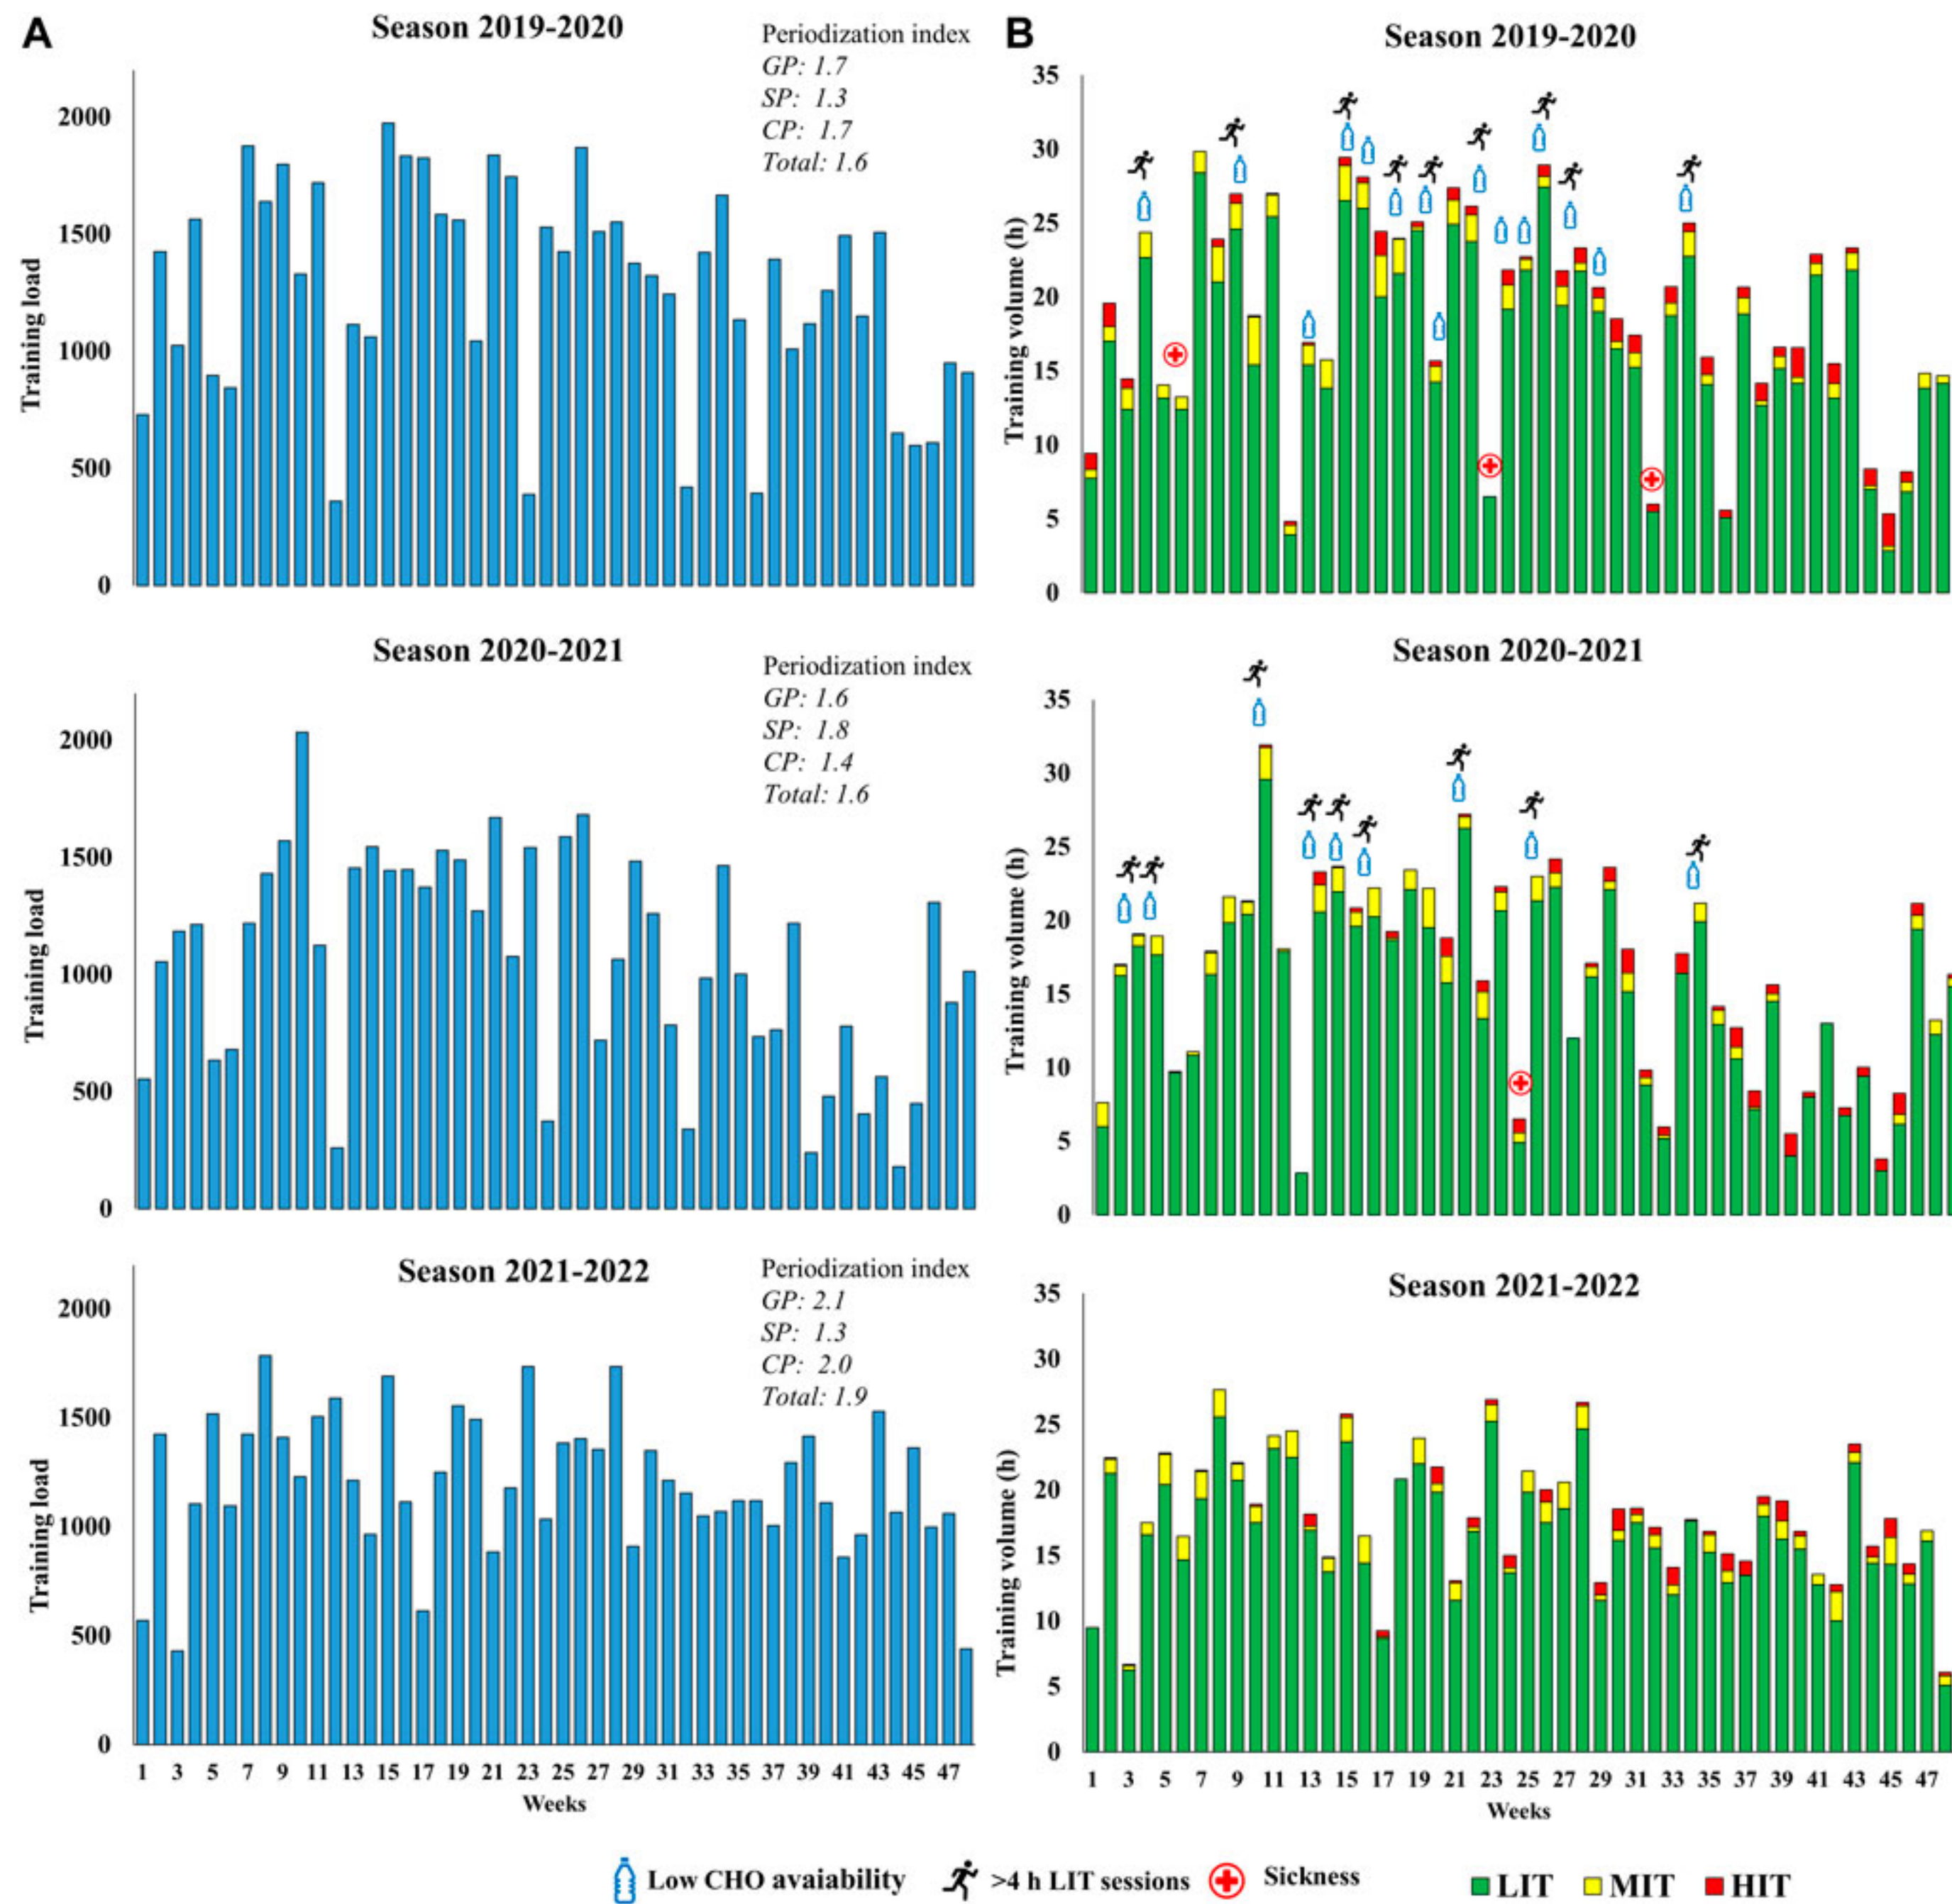 A
Season 2019-2020
Periodization index
GP: 1.7
SP: 1.3
CP: 1.7
Total: 1.6
Training load
2000
1500
1000
500
0
Season 2020-2021
Periodization index
GP: 1.6
SP: 1.8
CP: 1.4
Total: 1.6
Training load
2000
1500
1000
500
0
Season 2021-2022
Periodization index
GP: 2.1
SP: 1.3
CP: 2.0
Total: 1.9
Training load
2000
1500
1000
500
0
1 3 5 7 9 11 13 15 17 19 21 23 25 27 29 31 33 35 37 39 41 43 45 47
Weeks
B
Season 2019-2020
Training volume (h)
35
30
25
20
15
10
5
0
Season 2020-2021
Training volume (h)
35
30
25
20
15
10
5
0
Season 2021-2022
Training volume (h)
35
30
25
20
15
10
5
0
1 3 5 7 9 11 13 15 17 19 21 23 25 27 29 31 33 35 37 39 41 43 45 47
Weeks
Low CHO avaiability >4 h LIT sessions Sickness LIT MIT HIT